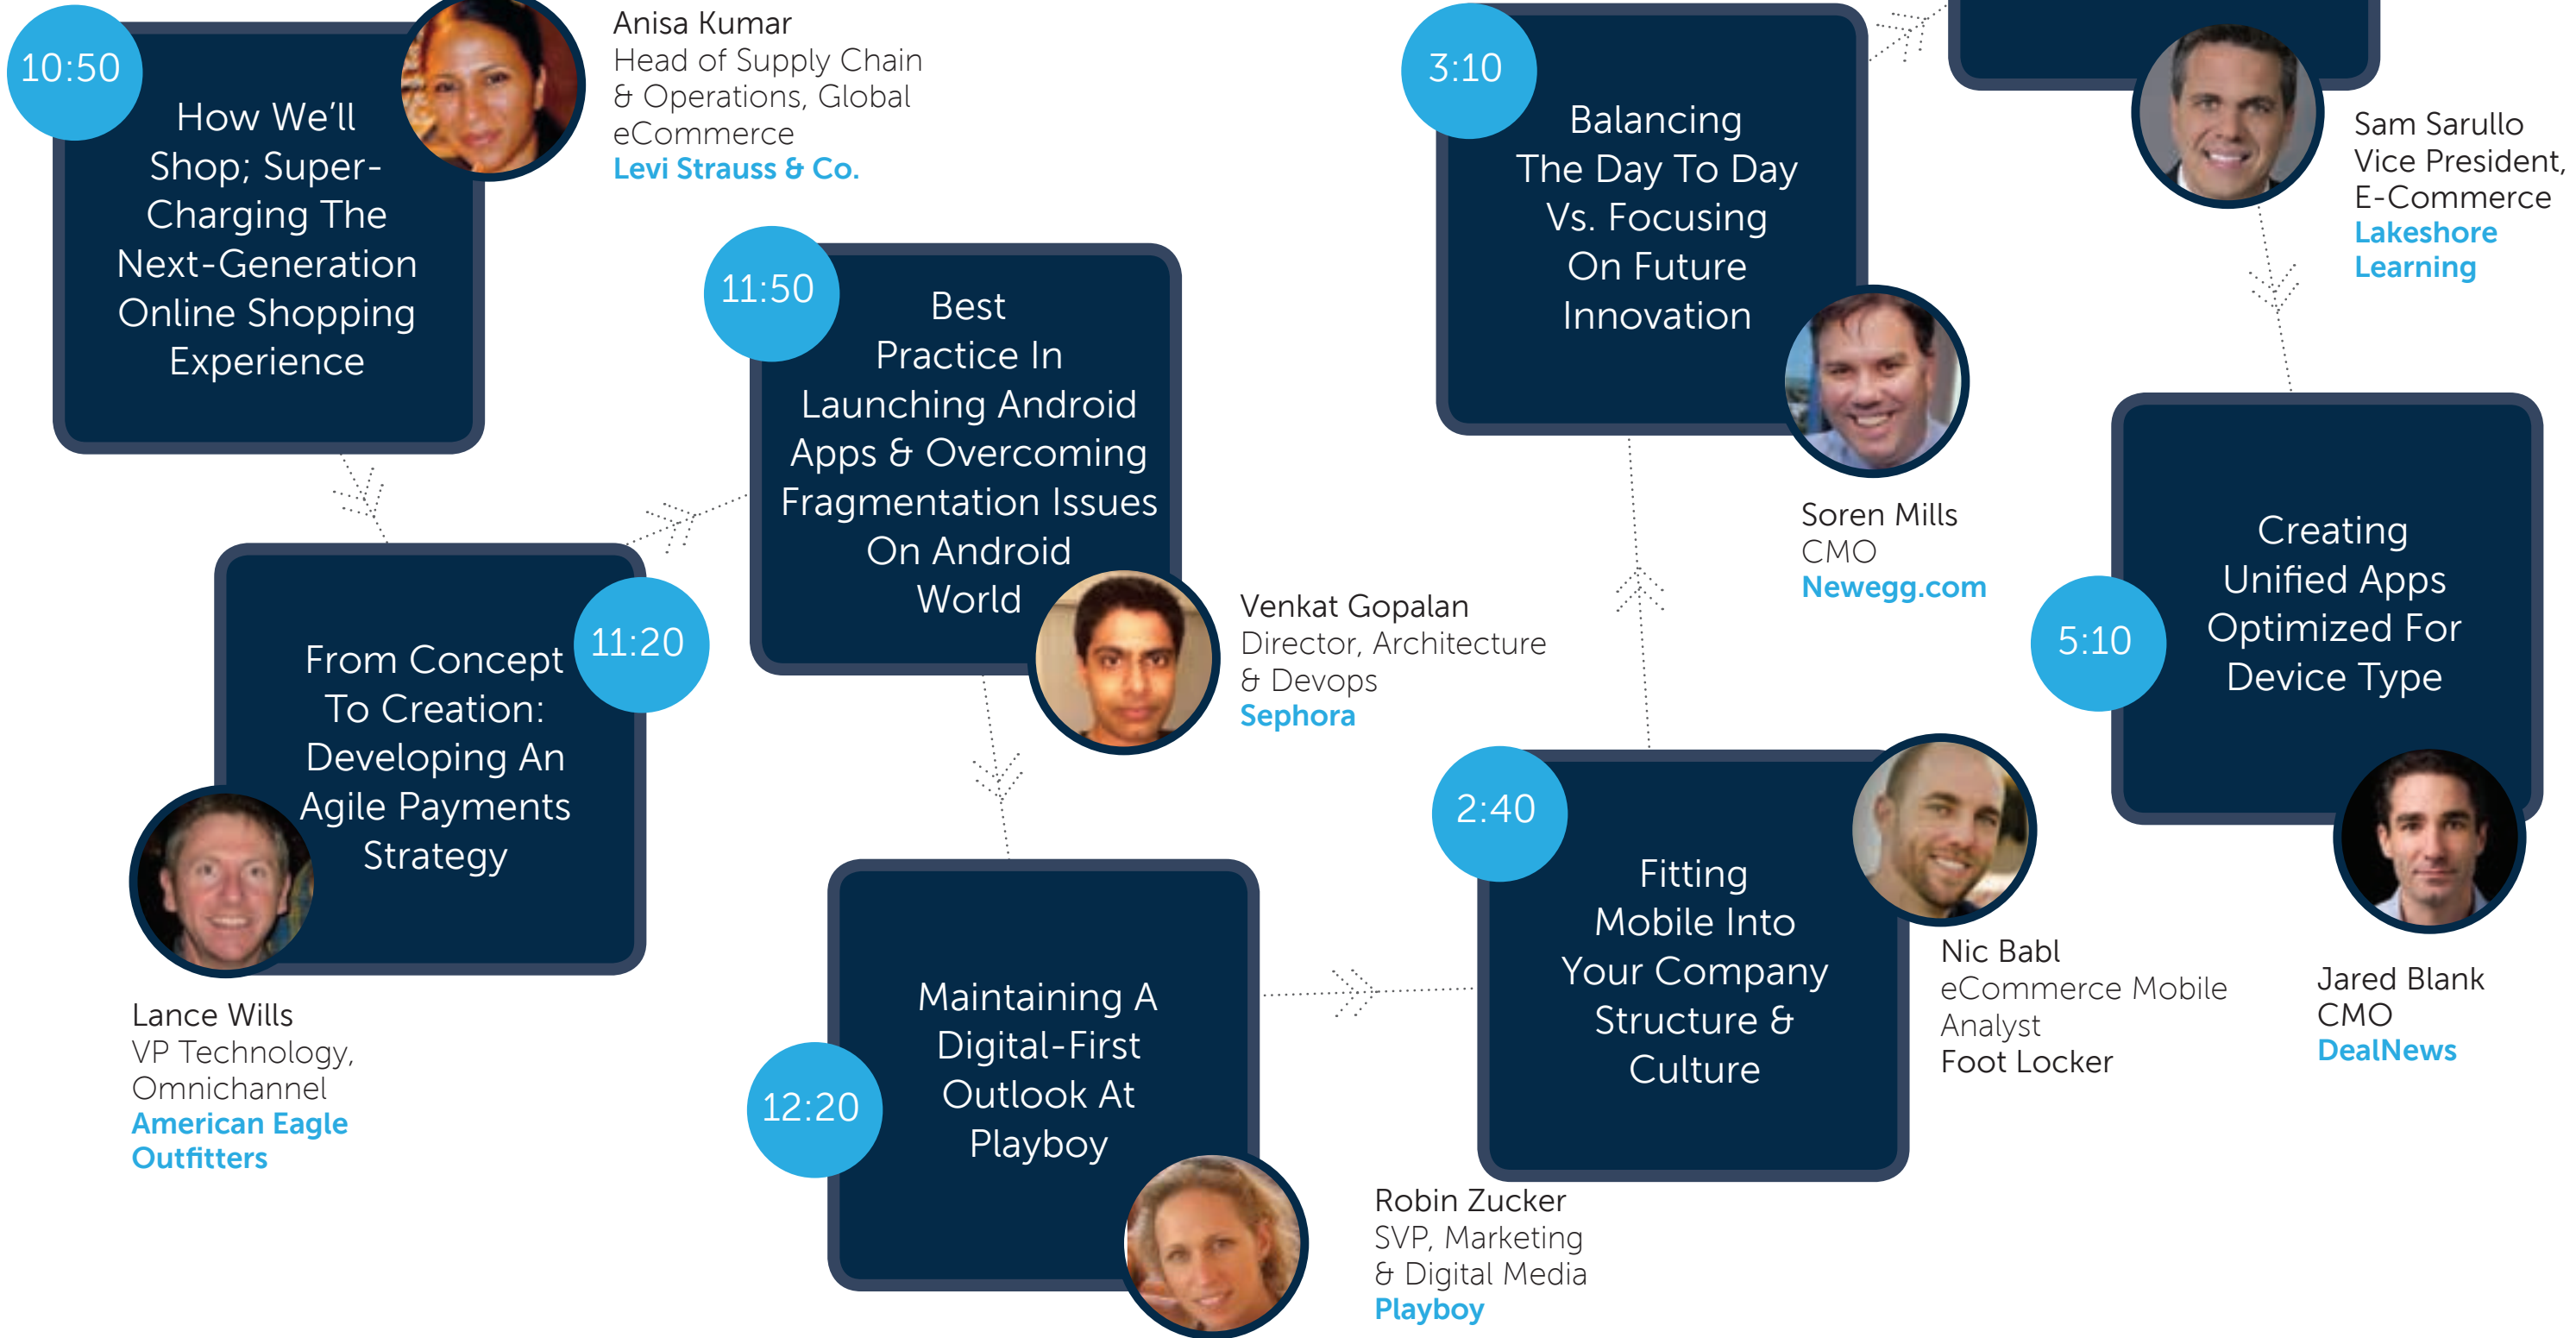 10:50
How We’ll
Shop; Super-
Charging The
Next-Generation
Online Shopping
Experience
Anisa Kumar
Head of Supply Chain
& Operations, Global
eCommerce
Levi Strauss & Co.
11:20
From Concept
To Creation:
Developing An
Agile Payments
Strategy
Lance Wills
VP Technology,
Omnichannel
American Eagle
Outfitters
11:50
Best
Practice In
Launching Android
Apps & Overcoming
Fragmentation Issues
On Android
World
Venkat Gopalan
Director, Architecture
& Devops
Sephora
12:20
Maintaining A
Digital-First
Outlook At
Playboy
Robin Zucker
SVP, Marketing
& Digital Media
Playboy
2:40
Fitting
Mobile Into
Your Company
Structure &
Culture
Nic Babl
eCommerce Mobile
Analyst
Foot Locker
3:10
Balancing
The Day To Day
Vs. Focusing
On Future
Innovation
Soren Mills
CMO
Newegg.com
Sam Sarullo
Vice President,
E-Commerce
Lakeshore
Learning
5:10
Creating
Unified Apps
Optimized For
Device Type
Jared Blank
CMO
DealNews